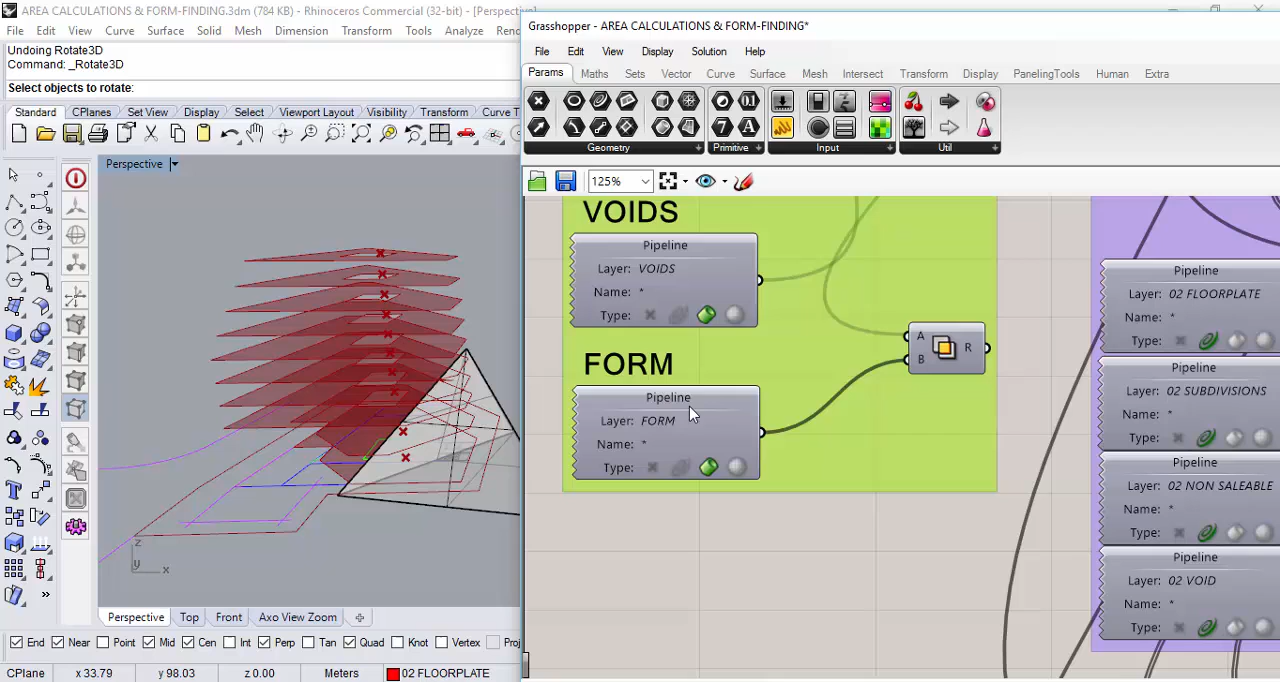 AREA CALCULATIONS & FORM-FINDING.3dm (784 KB) - Rhinoceros Commercial (32-bit) - [Perspective]
File Edit View Curve Surface Solid Mesh Dimension Transform Tools Analyze
Undoing Rotate3D
Command: _Rotate3D
Select objects to rotate:
Standard CPlanes Set View Display Select Viewport Layout Visibility Transform Curve T
Perspective
z
y
x
Perspective Top Front Axo View Zoom
End Near Point Mid Cen Int Perp Tan Quad Knot Vertex Proj
CPlane x 33.79 y 98.03 z 0.00 Meters 02 FLOORPLATE
Grasshopper - AREA CALCULATIONS & FORM-FINDING*
File Edit View Display Solution Help
Params Maths Sets Vector Curve Surface Mesh Intersect Transform Display PanelingTools Human Extra
Geometry Primitive Input Util
125%
VOIDS
Pipeline
Layer: VOIDS
Name: *
Type:
FORM
Pipeline
Layer: FORM
Name: *
Type:
A
B
R
Pipeline
Layer: 02 FLOORPLATE
Name: *
Type:
Pipeline
Layer: 02 SUBDIVISIONS
Name: *
Type:
Pipeline
Layer: 02 NON SALEABLE
Name: *
Type:
Pipeline
Layer: 02 VOID
Name: *
Type: